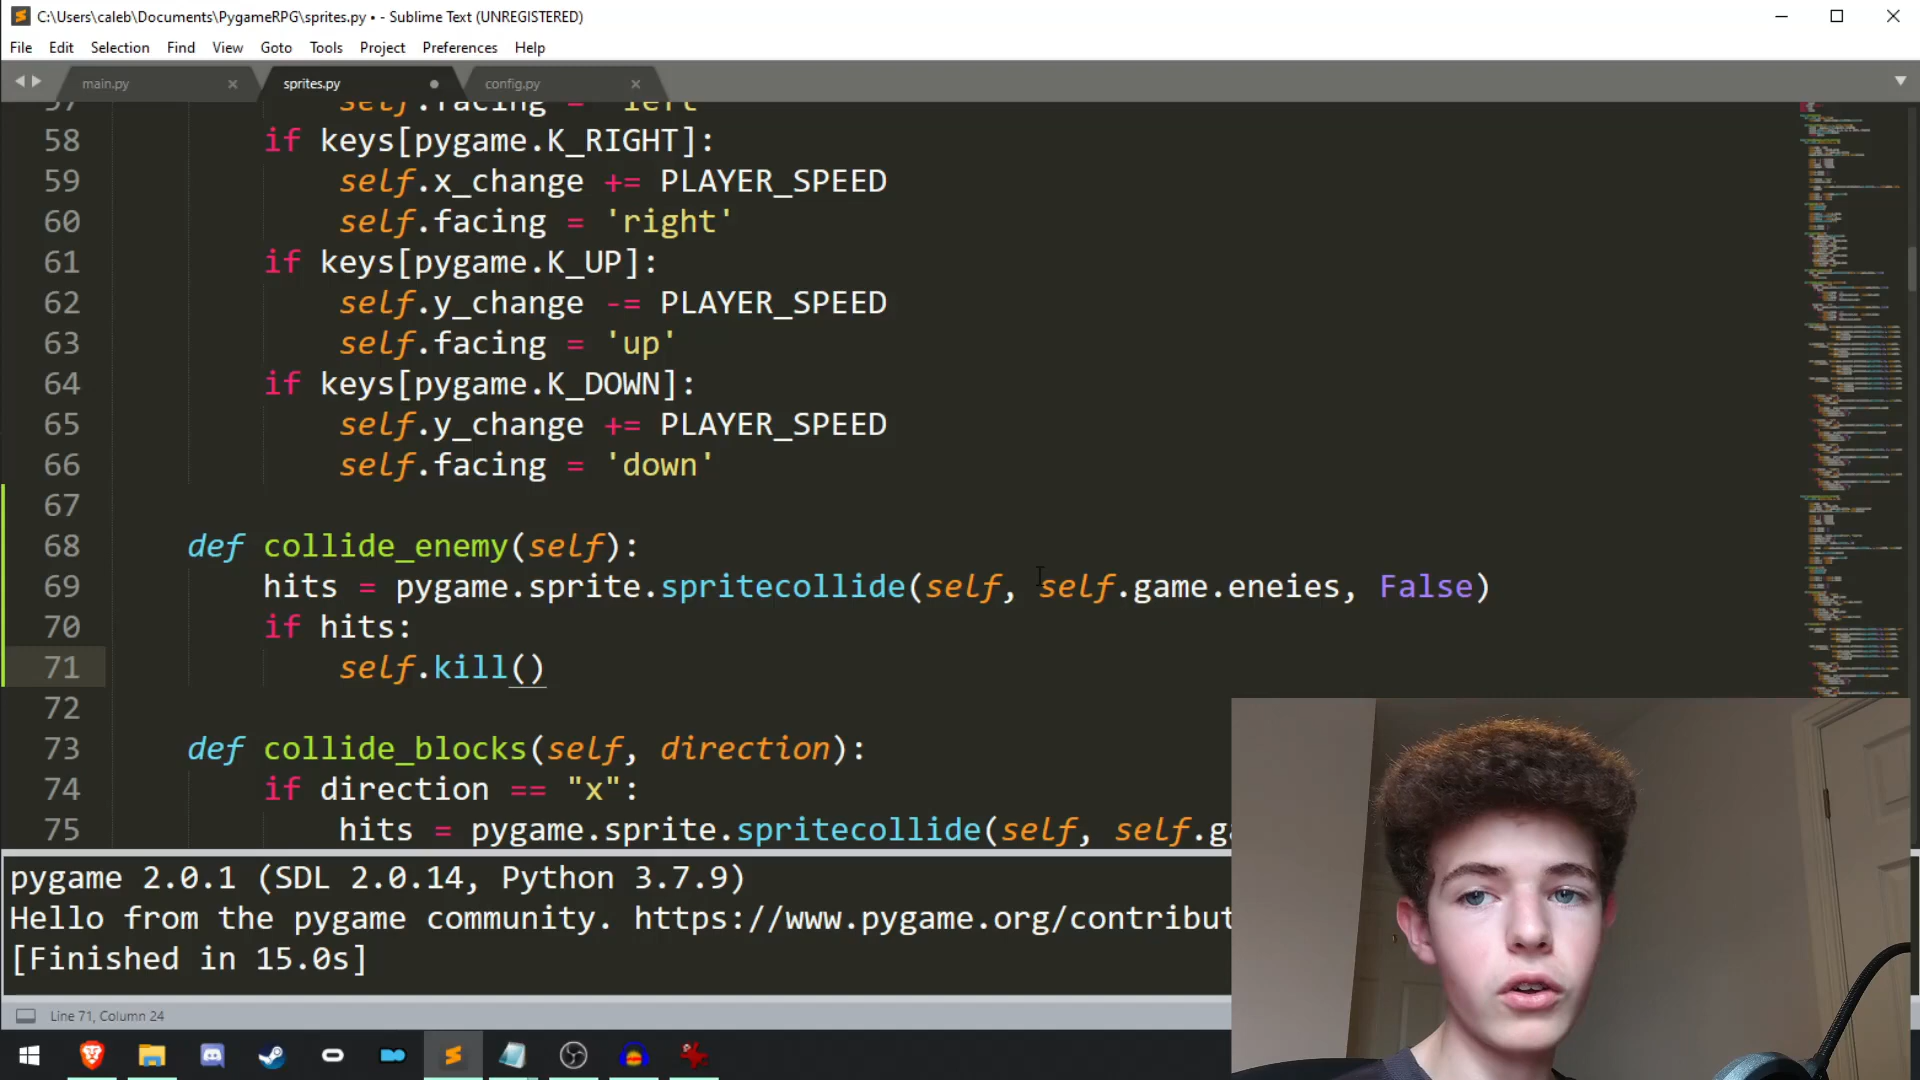 C:\Users\caleb\Documents\PygameRPG\sprites.py • - Sublime Text (UNREGISTERED)
File Edit Selection Find View Goto Tools Project Preferences Help
main.py sprites.py config.py
57 self.facing = 'left'
58 if keys[pygame.K_RIGHT]:
59 self.x_change += PLAYER_SPEED
60 self.facing = 'right'
61 if keys[pygame.K_UP]:
62 self.y_change -= PLAYER_SPEED
63 self.facing = 'up'
64 if keys[pygame.K_DOWN]:
65 self.y_change += PLAYER_SPEED
66 self.facing = 'down'
67
68 def collide_enemy(self):
69 hits = pygame.sprite.spritecollide(self, self.game.eneies, False)
70 if hits:
71 self.kill()
72
73 def collide_blocks(self, direction):
74 if direction == "x":
75 hits = pygame.sprite.spritecollide(self, self.ga
pygame 2.0.1 (SDL 2.0.14, Python 3.7.9)
Hello from the pygame community. https://www.pygame.org/contribut
[Finished in 15.0s]
Line 71, Column 24